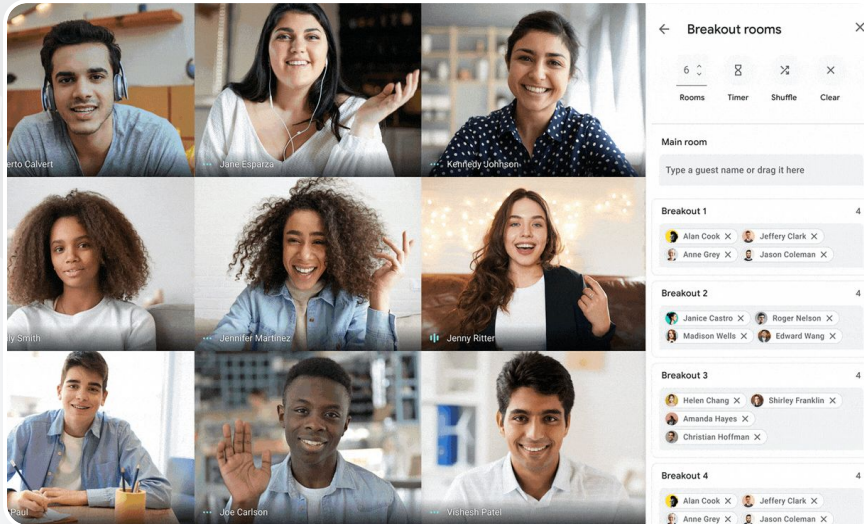 erto Calvert
Jane Esparza
Kennedy Johnson
ly Smith
Jennifer Martinez
Jenny Ritter
Paul
Joe Carlson
Vishesh Patel
Breakout rooms
6
Rooms Timer Shuffle Clear
Main room
Type a guest name or drag it here
Breakout 1 4
Alan Cook Jeffery Clark
Anne Grey Jason Coleman
Breakout 2 4
Janice Castro Roger Nelson
Madison Wells Edward Wang
Breakout 3 4
Helen Chang Shirley Franklin
Amanda Hayes
Christian Hoffman
Breakout 4 4
Alan Cook Jeffery Clark
Anne Grey Jason Coleman